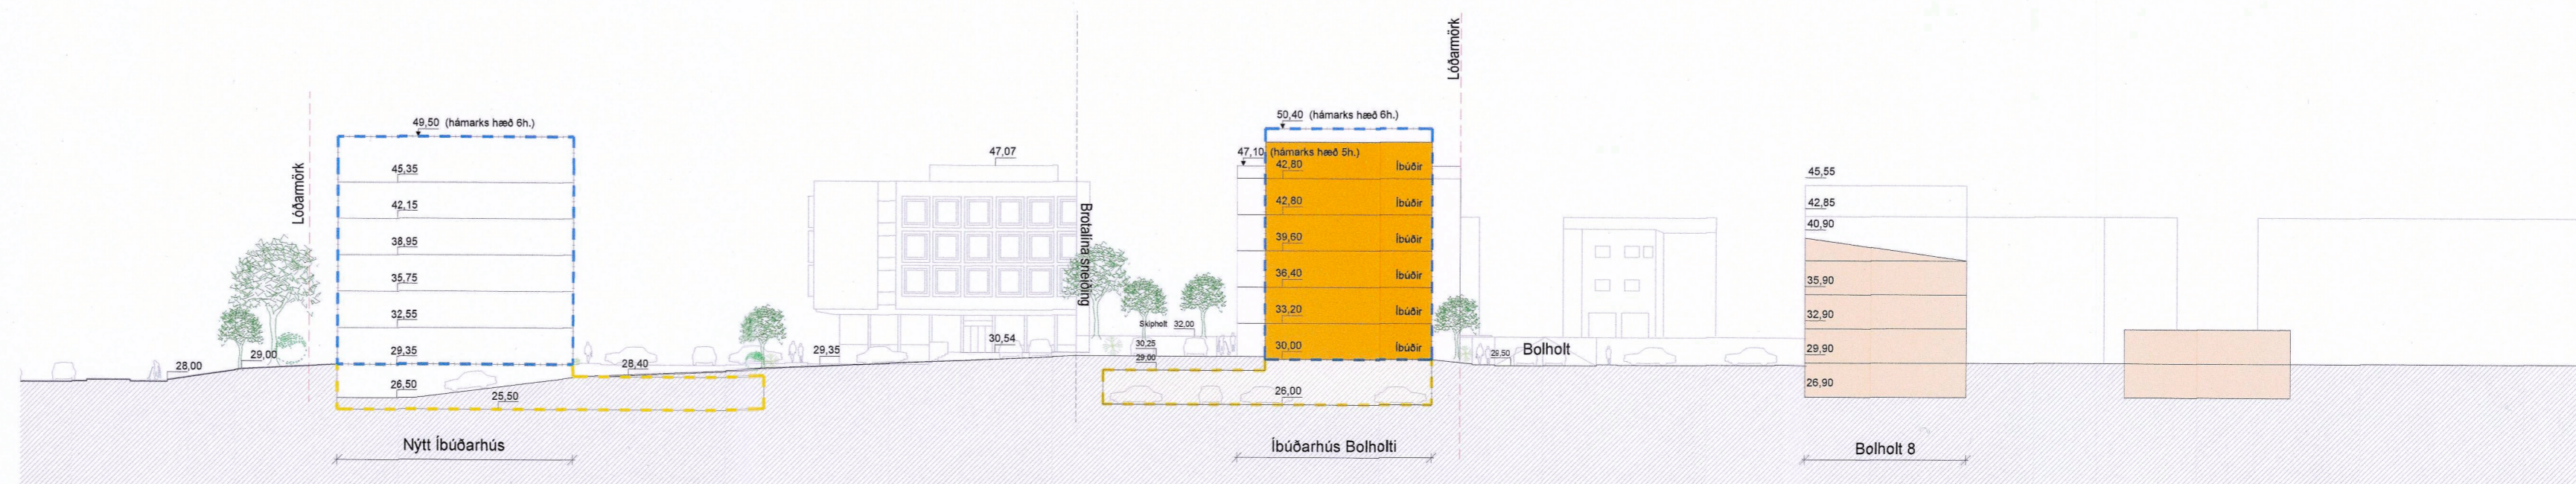 Lóðarmörk
49,50 (hámarks hæð 6h.)
45,35
42,15
38,95
35,75
32,55
29,35
26,50
25,50
28,00
29,00
28,40
29,35
Nýtt Íbúðarhús
47,07
30,54
Brotalína sneiðing
Skipholt 32,00
30,25
29,00
50,40 (hámarks hæð 6h.)
47,10 (hámarks hæð 5h.)
42,80 Íbúðir
42,80 Íbúðir
39,60 Íbúðir
36,40 Íbúðir
33,20 Íbúðir
30,00 Íbúðir
26,00
Íbúðarhús Bolholti
Lóðarmörk
29,50
Bolholt
45,55
42,85
40,90
35,90
32,90
29,90
26,90
Bolholt 8